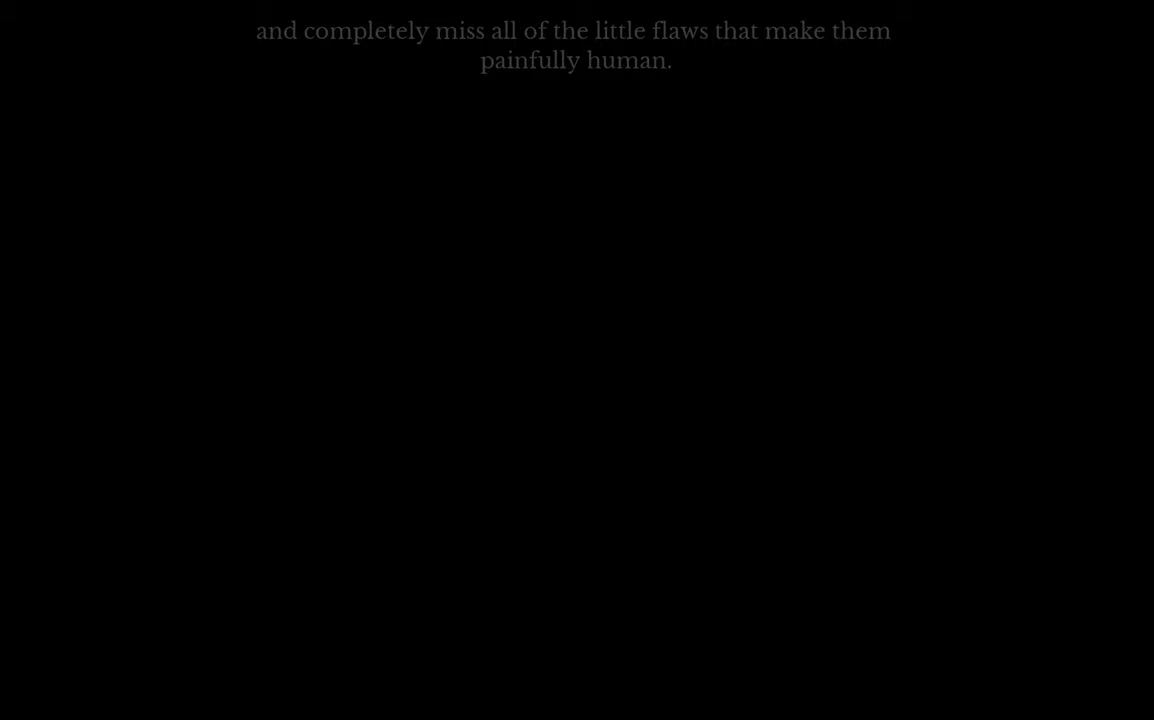 and completely miss all of the little flaws that make them
painfully human.